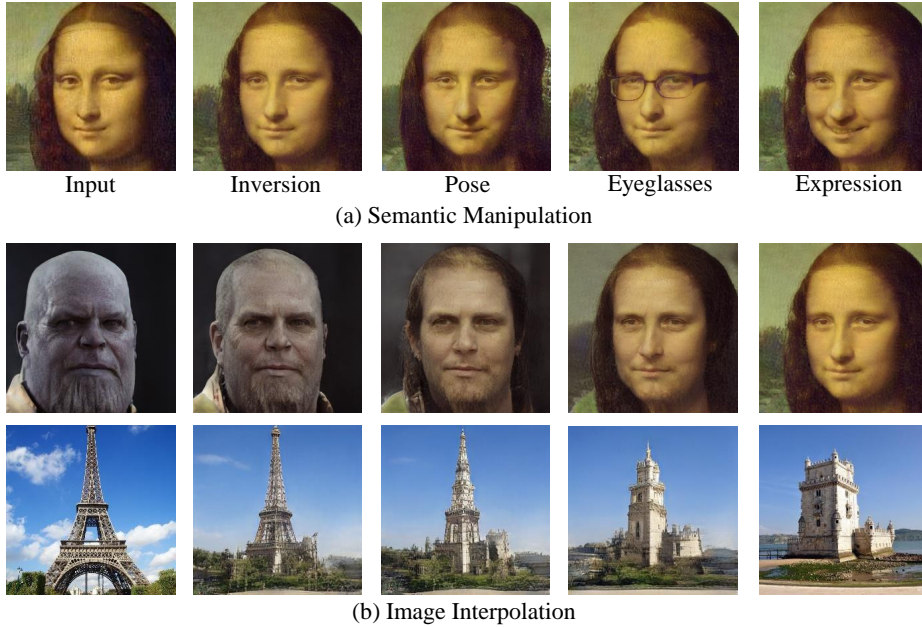 Input Inversion Pose Eyeglasses Expression
(a) Semantic Manipulation
(b) Image Interpolation